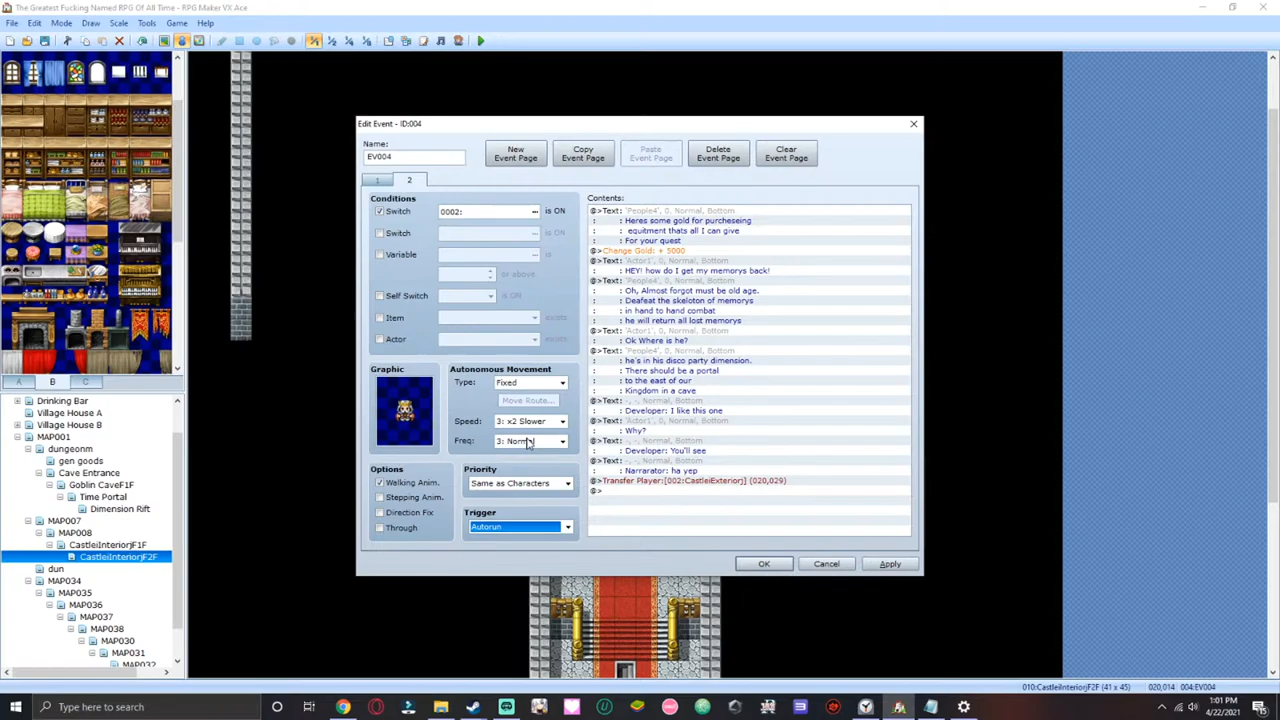 The Greatest Fucking Named RPG Of All Time - RPG Maker VX Ace
File Edit Mode Draw Scale Tools Game Help
Edit Event - ID:004
Name:
EV004
New Event Page
Copy Event Page
Paste Event Page
Delete Event Page
Clear Event Page
1 2
Conditions
Switch 0002: ... is ON
Switch ... is ON
Variable ... is
or above
Self Switch is ON
Item exists
Actor exists
Graphic
Autonomous Movement
Type: Fixed
Move Route...
Speed: 3: x2 Slower
Freq: 3: Normal
Options
Walking Anim.
Stepping Anim.
Direction Fix
Through
Priority
Same as Characters
Trigger
Autorun
Contents:
@>Text: 'People4', 0, Normal, Bottom
: : Heres some gold for purcheseing
: : equitment thats all I can give
: : For your quest
@>Change Gold: + 5000
@>Text: 'Actor1', 0, Normal, Bottom
: : HEY! how do I get my memorys back!
@>Text: 'People4', 0, Normal, Bottom
: : Oh, Almost forgot must be old age.
: : Deafeat the skeloton of memorys
: : in hand to hand combat
: : he will return all lost memorys
@>Text: 'Actor1', 0, Normal, Bottom
: : Ok Where is he?
@>Text: 'People4', 0, Normal, Bottom
: : he's in his disco party dimension.
: : There should be a portal
: : to the east of our
: : Kingdom in a cave
@>Text: -, -, Normal, Bottom
: : Developer: I like this one
@>Text: 'Actor1', 0, Normal, Bottom
: : Why?
@>Text: -, -, Normal, Bottom
: : Developer: You'll see
@>Text: -, -, Normal, Bottom
: : Narrarator: ha yep
@>Transfer Player:[002:CastleiExterior] (020,029)
@>
OK Cancel Apply
A B C
Drinking Bar
Village House A
Village House B
MAP001
dungeonm
gen goods
Cave Entrance
Goblin CaveF1F
Time Portal
Dimension Rift
MAP007
MAP008
CastleiInteriorjF1F
CastleiInteriorjF2F
dun
MAP034
MAP035
MAP036
MAP037
MAP038
MAP030
MAP031
MAP032
010:CastleiInteriorjF2F (41 x 45) 020,014 004:EV004
Type here to search
1:01 PM
4/22/2021